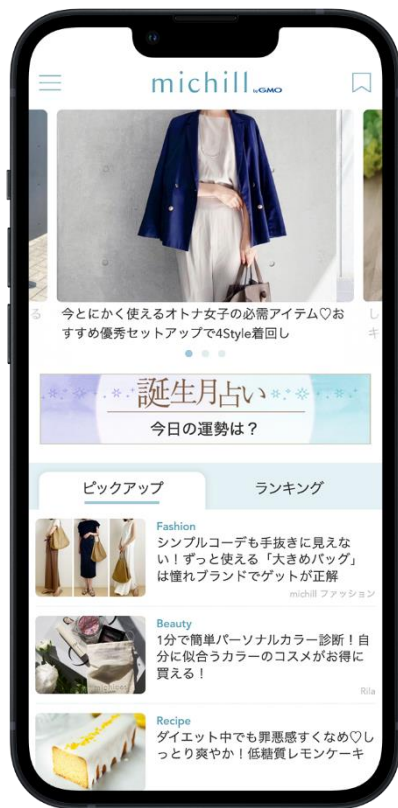 michill byGMO
今とにかく使えるオトナ女子の必需アイテム♡お
すすめ優秀セットアップで4Style着回し
る
し
キ
誕生月占い
今日の運勢は？
ピックアップ
ランキング
Fashion
シンプルコーデも手抜きに見えな
い！ずっと使える「大きめバッグ」
は憧れブランドでゲットが正解
michill ファッション
Beauty
1分で簡単パーソナルカラー診断！自
分に似合うカラーのコスメがお得に
買える！
Rila
Recipe
ダイエット中でも罪悪感すくなめ♡し
っとり爽やか！低糖質レモンケーキ